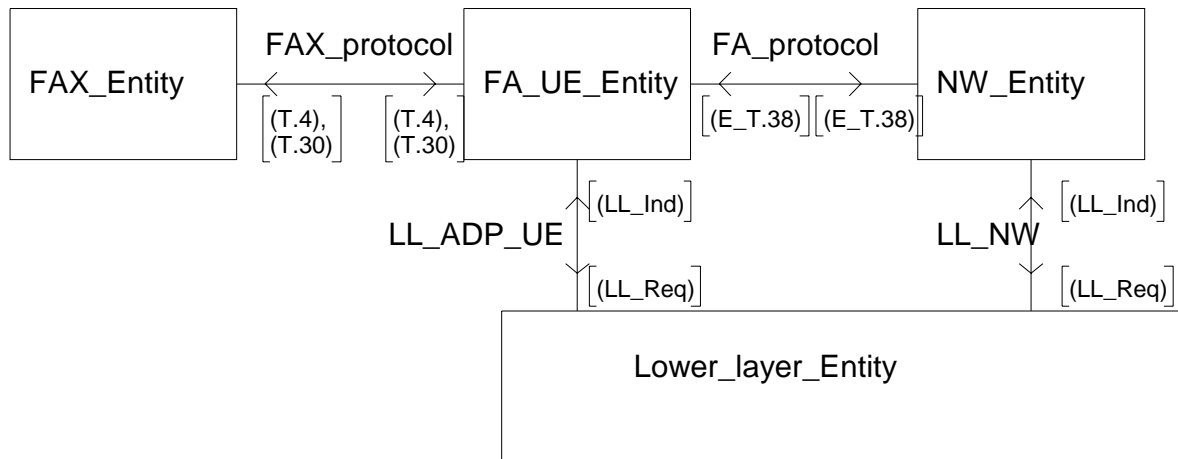 FAX_protocol
FA_protocol
FAX_Entity
FA_UE_Entity
NW_Entity
[(T.4),
(T.30)]
[(T.4),
(T.30)]
[(E_T.38)]
[(E_T.38)]
[(LL_Ind)]
[(LL_Ind)]
LL_ADP_UE
LL_NW
[(LL_Req)]
[(LL_Req)]
Lower_layer_Entity